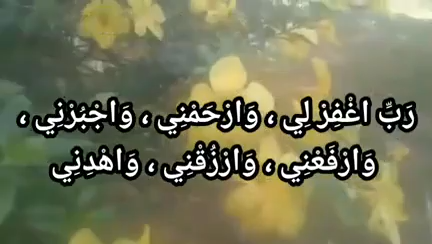 رَبِّ اغْفِرْ لِي ، وَارْحَمْنِي ، وَاجْبُرْنِي ،
وَارْفَعْنِي ، وَارْزُقْنِي ، وَاهْدِنِي